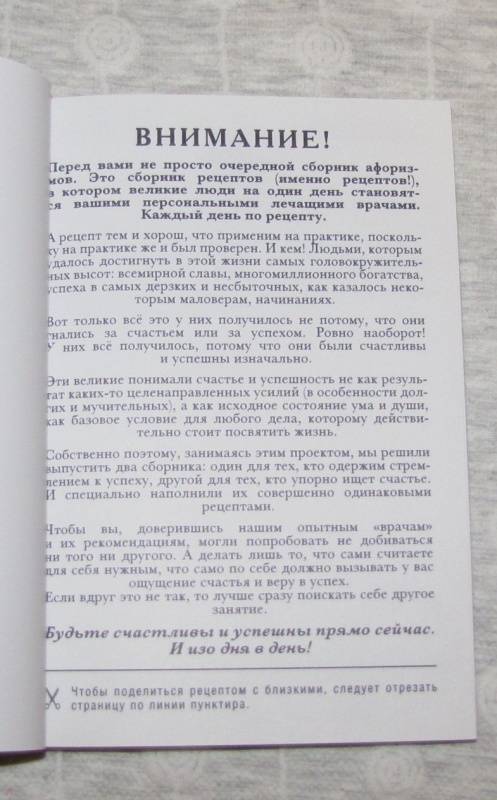 ВНИМАНИЕ!
Перед вами не просто очередной сборник афориз-
мов. Это сборник рецептов (именно рецептов!),
в котором великие люди на один день становят-
ся вашими персональными лечащими врачами.
Каждый день по рецепту.
А рецепт тем и хорош, что применим на практике, посколь-
ку на практике же и был проверен. И кем! Людьми, которым
удалось достигнуть в этой жизни самых головокружитель-
ных высот: всемирной славы, многомиллионного богатства,
успеха в самых дерзких и несбыточных, как казалось неко-
торым маловерам, начинаниях.
Вот только всё это у них получилось не потому, что они
гнались за счастьем или за успехом. Ровно наоборот!
У них всё получилось, потому что они были счастливы
и успешны изначально.
Эти великие понимали счастье и успешность не как резуль-
тат каких-то целенаправленных усилий (в особенности дол-
гих и мучительных), а как исходное состояние ума и души,
как базовое условие для любого дела, которому действи-
тельно стоит посвятить жизнь.
Собственно поэтому, занимаясь этим проектом, мы решили
выпустить два сборника: один для тех, кто одержим стрем-
лением к успеху, другой для тех, кто упорно ищет счастье.
И специально наполнили их совершенно одинаковыми
рецептами.
Чтобы вы, доверившись нашим опытным «врачам»
и их рекомендациям, могли попробовать не добиваться
ни того ни другого. А делать лишь то, что сами считаете
для себя нужным, что само по себе должно вызывать у вас
ощущение счастья и веру в успех.
Если вдруг это не так, то лучше сразу поискать себе другое
занятие.
Будьте счастливы и успешны прямо сейчас.
И изо дня в день!
Чтобы поделиться рецептом с близкими, следует отрезать
страницу по линии пунктира.